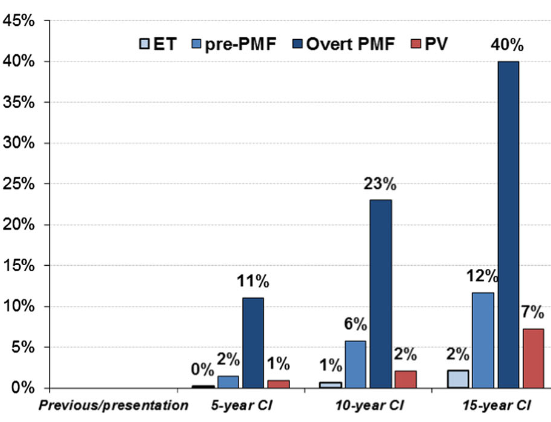 45%
40%
35%
30%
25%
20%
15%
10%
5%
0%
ET pre-PMF Overt PMF PV
0% 2% 11% 1%
1% 6% 23% 2%
2% 12% 40% 7%
Previous/presentation 5-year CI 10-year CI 15-year CI